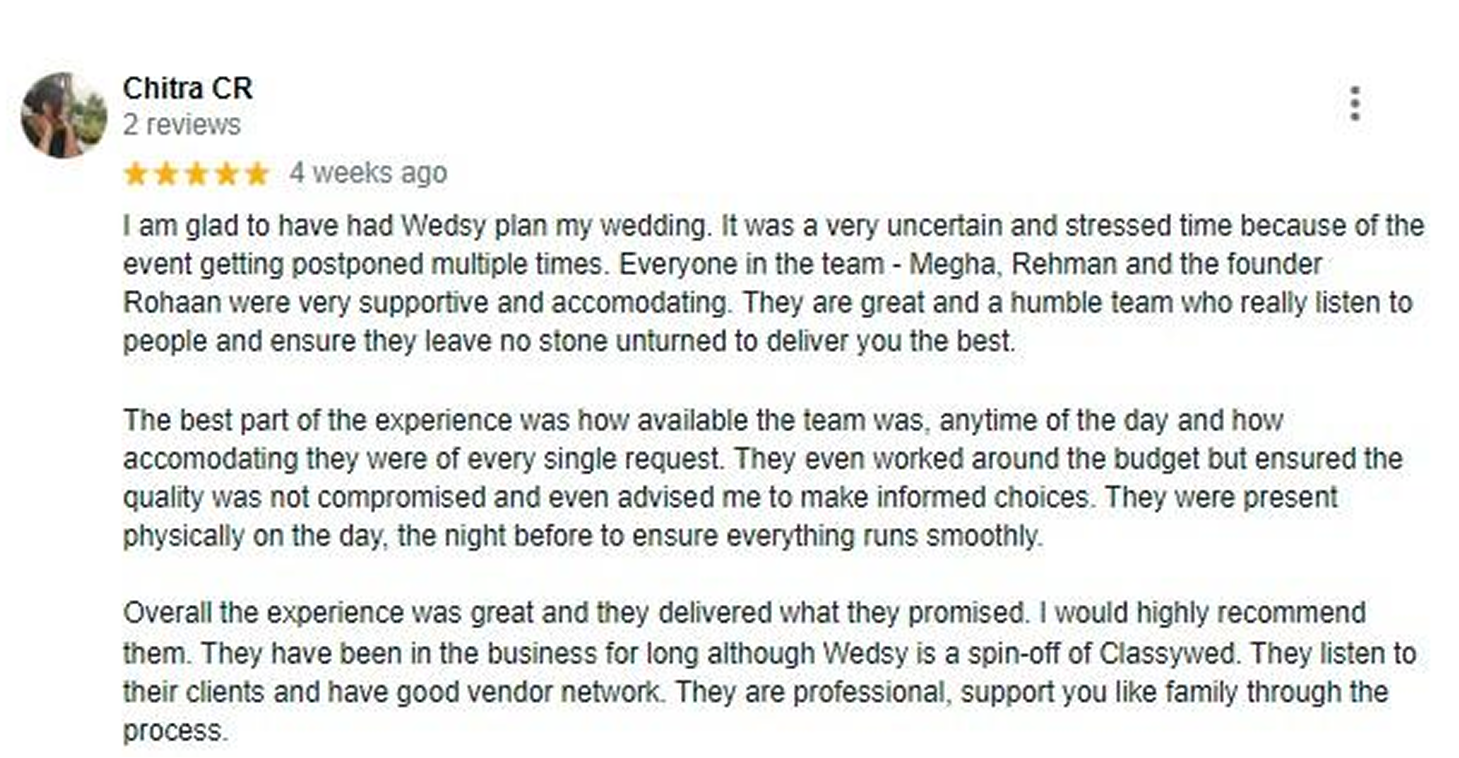 Chitra CR
2 reviews
4 weeks ago
I am glad to have had Wedsy plan my wedding. It was a very uncertain and stressed time because of the
event getting postponed multiple times. Everyone in the team - Megha, Rehman and the founder
Rohaan were very supportive and accomodating. They are great and a humble team who really listen to
people and ensure they leave no stone unturned to deliver you the best.
The best part of the experience was how available the team was, anytime of the day and how
accomodating they were of every single request. They even worked around the budget but ensured the
quality was not compromised and even advised me to make informed choices. They were present
physically on the day, the night before to ensure everything runs smoothly.
Overall the experience was great and they delivered what they promised. I would highly recommend
them. They have been in the business for long although Wedsy is a spin-off of Classywed. They listen to
their clients and have good vendor network. They are professional, support you like family through the
process.